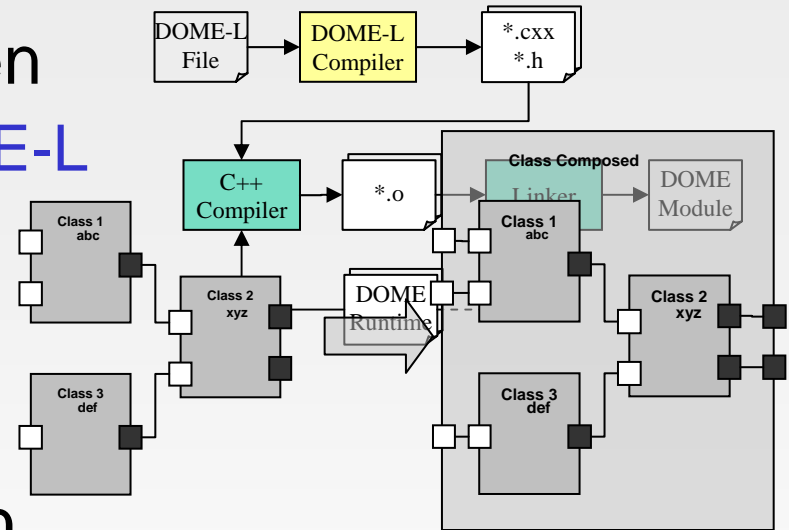 DOME-L
File
DOME-L
Compiler
*.cxx
*.h
en
E-L
C++
Compiler
*.o
Class Composed
Linker
DOME
Module
Class 1
abc
Class 2
xyz
DOME
Runtime
Class 1
abc
Class 2
xyz
Class 3
def
Class 3
def